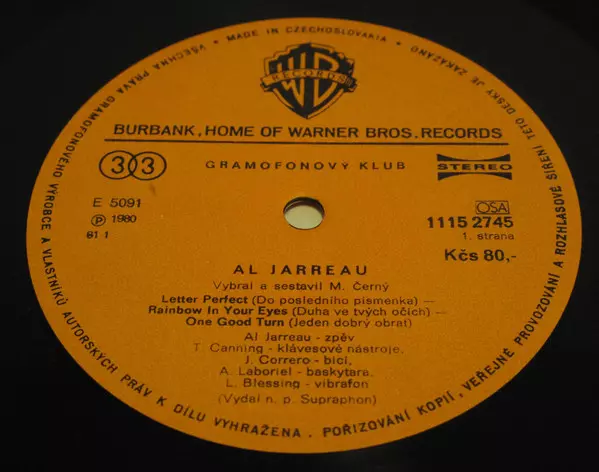 MADE IN CZECHOSLOVAKIA • VŠECHNA PRÁVA GRAMOFONOVÉHO VÝROBCE A VLASTNÍKŮ AUTORSKÝCH PRÁV K DÍLU VYHRAŽENA. POŘIZOVÁNÍ KOPIÍ, VEŘEJNÉ PROVOZOVÁNÍ A ROZHLASOVÉ ŠÍŘENÍ TÉTO DESKY JE ZAKÁZÁNO
WB
RECORDS
BURBANK, HOME OF WARNER BROS. RECORDS
33
GRAMOFONOVÝ KLUB
STEREO
E 5091
Ⓟ 1980
81 1
OSA
1115 2745
1. strana
Kčs 80,-
AL JARREAU
Vybral a sestavil M. Černý
Letter Perfect (Do posledního písmenka) —
Rainbow In Your Eyes (Duha ve tvých očích) —
One Good Turn (Jeden dobrý obrat)
Al Jarreau - zpěv
T. Canning - klávesové nástroje,
J. Correro - bicí,
A. Laboriel - baskytara,
L. Blessing - vibrafon
(Vydal n. p. Supraphon)